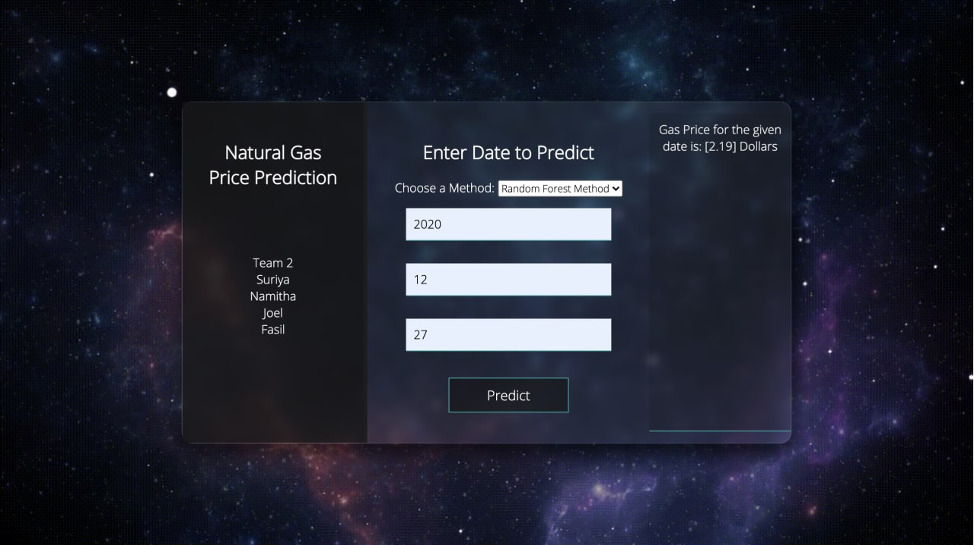 Natural Gas
Price Prediction
Team 2
Suriya
Namitha
Joel
Fasil
Enter Date to Predict
Choose a Method: Random Forest Method
2020
12
27
Predict
Gas Price for the given
date is: [2.19] Dollars